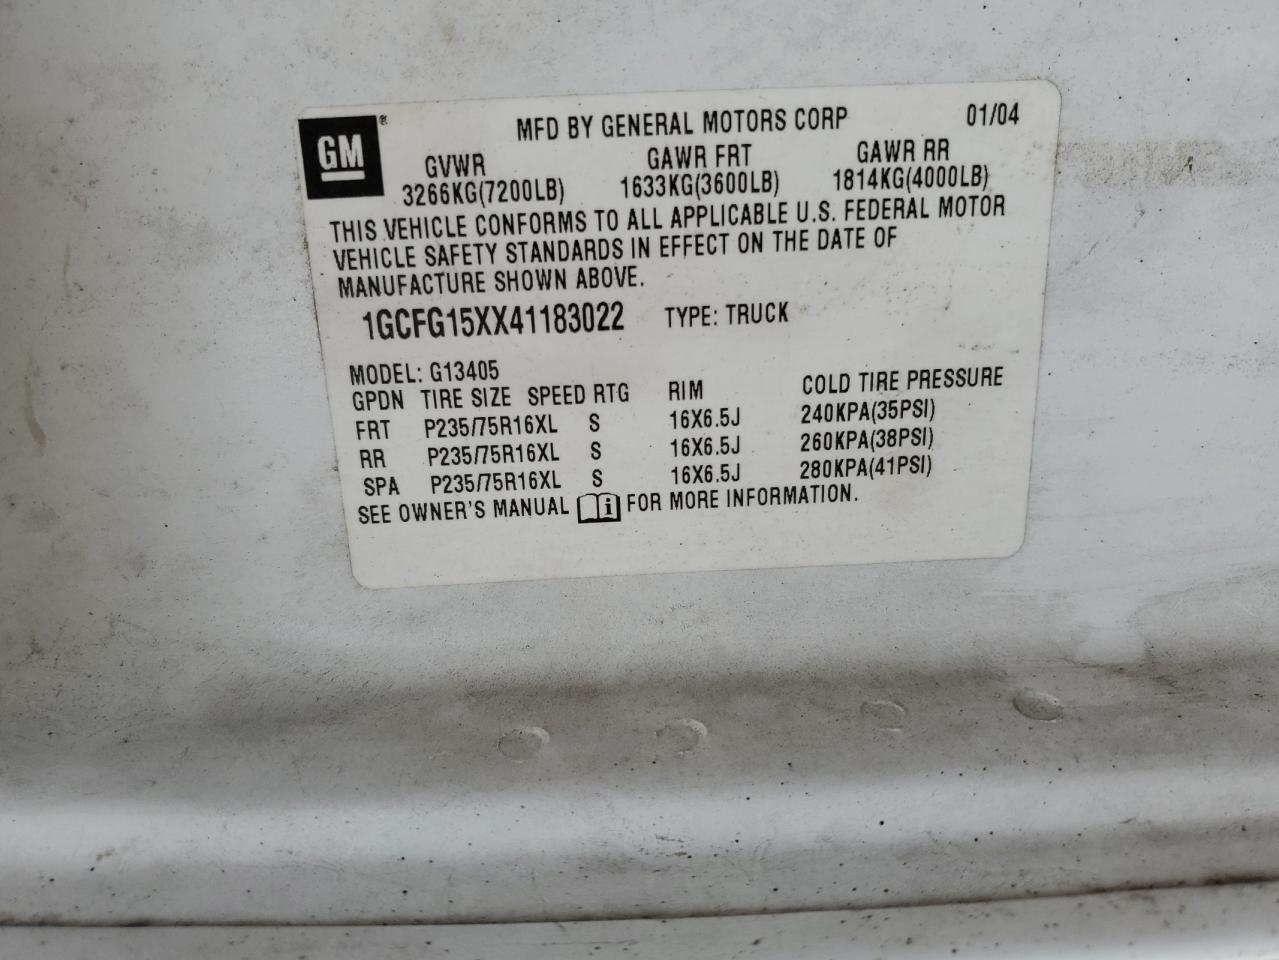 GM®
MFD BY GENERAL MOTORS CORP 01/04
GVWR GAWR FRT GAWR RR
3266KG(7200LB) 1633KG(3600LB) 1814KG(4000LB)
THIS VEHICLE CONFORMS TO ALL APPLICABLE U.S. FEDERAL MOTOR
VEHICLE SAFETY STANDARDS IN EFFECT ON THE DATE OF
MANUFACTURE SHOWN ABOVE.
1GCFG15XX41183022 TYPE: TRUCK
MODEL: G13405
GPDN TIRE SIZE SPEED RTG RIM COLD TIRE PRESSURE
FRT P235/75R16XL S 16X6.5J 240KPA(35PSI)
RR P235/75R16XL S 16X6.5J 260KPA(38PSI)
SPA P235/75R16XL S 16X6.5J 280KPA(41PSI)
SEE OWNER'S MANUAL i FOR MORE INFORMATION.